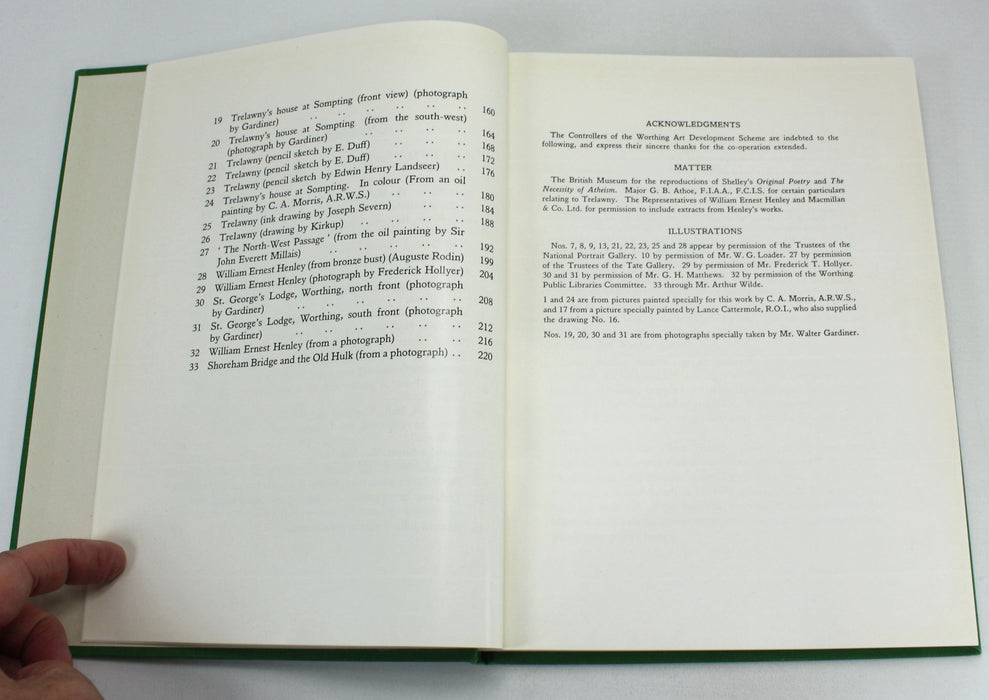 19 Trelawny's house at Sompting (front view) (photograph
by Gardiner) .. .. .. .. .. 160
20 Trelawny's house at Sompting (from the south-west)
(photograph by Gardiner) .. .. .. 164
21 Trelawny (pencil sketch by E. Duff) .. .. 168
22 Trelawny (pencil sketch by E. Duff) .. .. 172
23 Trelawny (pencil sketch by Edwin Henry Landseer) .. 176
24 Trelawny's house at Sompting. In colour (From an oil
painting by C. A. Morris, A.R.W.S.) .. .. 180
25 Trelawny (ink drawing by Joseph Severn) .. .. 184
26 Trelawny (drawing by Kirkup) .. .. .. 188
27 ' The North-West Passage ' (from the oil painting by Sir
John Everett Millais) .. .. .. .. 192
28 William Ernest Henley (from bronze bust) (Auguste Rodin) 199
29 William Ernest Henley (photograph by Frederick Hollyer) 204
30 St. George's Lodge, Worthing, north front (photograph
by Gardiner) .. .. .. .. .. 208
31 St. George's Lodge, Worthing, south front (photograph
by Gardiner) .. .. .. .. .. 212
32 William Ernest Henley (from a photograph) .. .. 216
33 Shoreham Bridge and the Old Hulk (from a photograph) .. 220
ACKNOWLEDGMENTS
The Controllers of the Worthing Art Development Scheme are indebted to the
following, and express their sincere thanks for the co-operation extended.
MATTER
The British Museum for the reproductions of Shelley's Original Poetry and The
Necessity of Atheism. Major G. B. Athoe, F.I.A.A., F.C.I.S. for certain particulars
relating to Trelawny. The Representatives of William Ernest Henley and Macmillan
& Co. Ltd. for permission to include extracts from Henley's works.
ILLUSTRATIONS
Nos. 7, 8, 9, 13, 21, 22, 23, 25 and 28 appear by permission of the Trustees of the
National Portrait Gallery. 10 by permission of Mr. W. G. Loader. 27 by permission
of the Trustees of the Tate Gallery. 29 by permission of Mr. Frederick T. Hollyer.
30 and 31 by permission of Mr. G. H. Matthews. 32 by permission of the Worthing
Public Libraries Committee. 33 through Mr. Arthur Wilde.
1 and 24 are from pictures painted specially for this work by C. A. Morris, A.R.W.S.,
and 17 from a picture specially painted by Lance Cattermole, R.O.I., who also supplied
the drawing No. 16.
Nos. 19, 20, 30 and 31 are from photographs specially taken by Mr. Walter Gardiner.